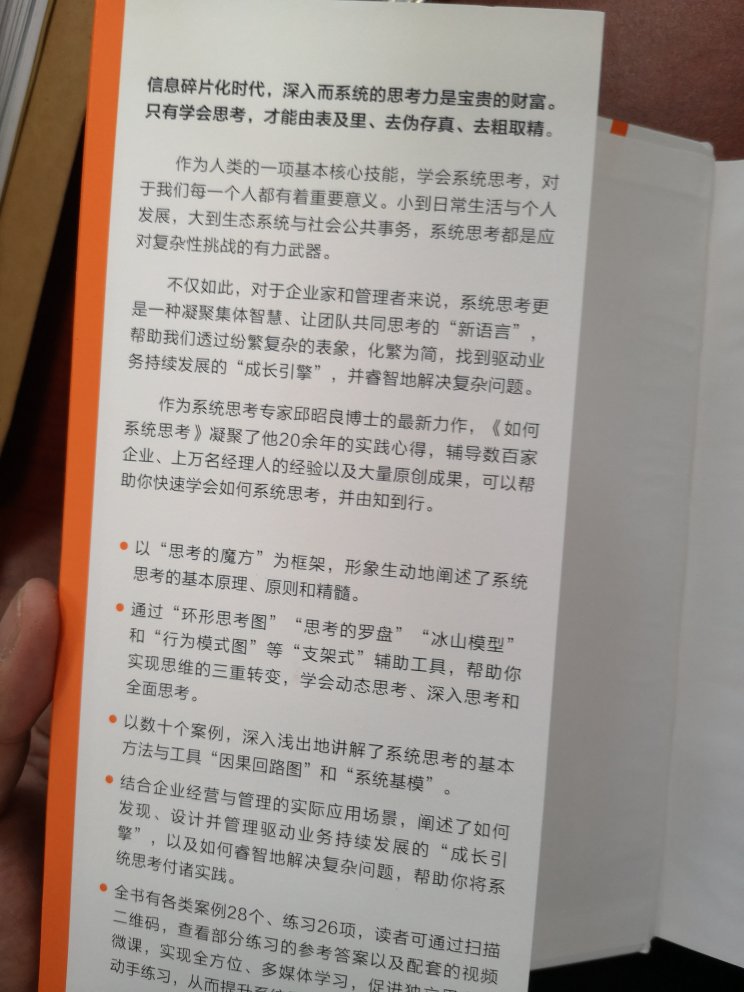 信息碎片化时代，深入而系统的思考力是宝贵的财富。
只有学会思考，才能由表及里、去伪存真、去粗取精。
作为人类的一项基本核心技能，学会系统思考，对
于我们每一个人都有着重要意义。小到日常生活与个人
发展，大到生态系统与社会公共事务，系统思考都是应
对复杂性挑战的有力武器。
不仅如此，对于企业家和管理者来说，系统思考更
是一种凝聚集体智慧、让团队共同思考的“新语言”，
帮助我们透过纷繁复杂的表象，化繁为简，找到驱动业
务持续发展的“成长引擎”，并睿智地解决复杂问题。
作为系统思考专家邱昭良博士的最新力作，《如何
系统思考》凝聚了他20余年的实践心得，辅导数百家
企业、上万名经理人的经验以及大量原创成果，可以帮
助你快速学会如何系统思考，并由知到行。
●以“思考的魔方”为框架，形象生动地阐述了系统
思考的基本原理、原则和精髓。
●通过“环形思考图”“思考的罗盘”“冰山模型”
和“行为模式图”等“支架式”辅助工具，帮助你
实现思维的三重转变，学会动态思考、深入思考和
全面思考。
●以数十个案例，深入浅出地讲解了系统思考的基本
方法与工具“因果回路图”和“系统基模”。
●结合企业经营与管理的实际应用场景，阐述了如何
发现、设计并管理驱动业务持续发展的“成长引
擎”，以及如何睿智地解决复杂问题，帮助你将系
统思考付诸实践。
●全书有各类案例28个、练习26项，读者可通过扫描
二维码，查看部分练习的参考答案以及配套的视频
微课，实现全方位、多媒体学习，促进独立
动手练习，从而提升系